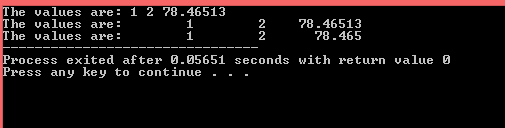 The values are: 1 2 78.46513
The values are:         1         2     78.46513
The values are:         1         2       78.465
--------------------------------
Process exited after 0.05651 seconds with return value 0
Press any key to continue . . .